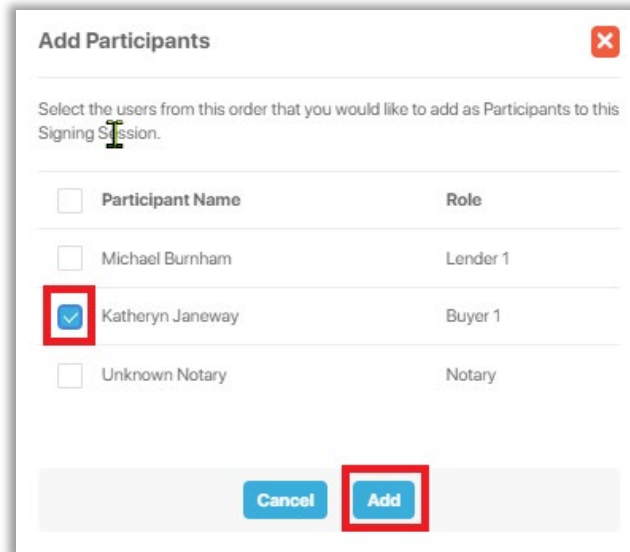 Add Participants
Select the users from this order that you would like to add as Participants to this
Signing Session.
Participant Name Role
Michael Burnham Lender 1
Katheryn Janeway Buyer 1
Unknown Notary Notary
Cancel Add